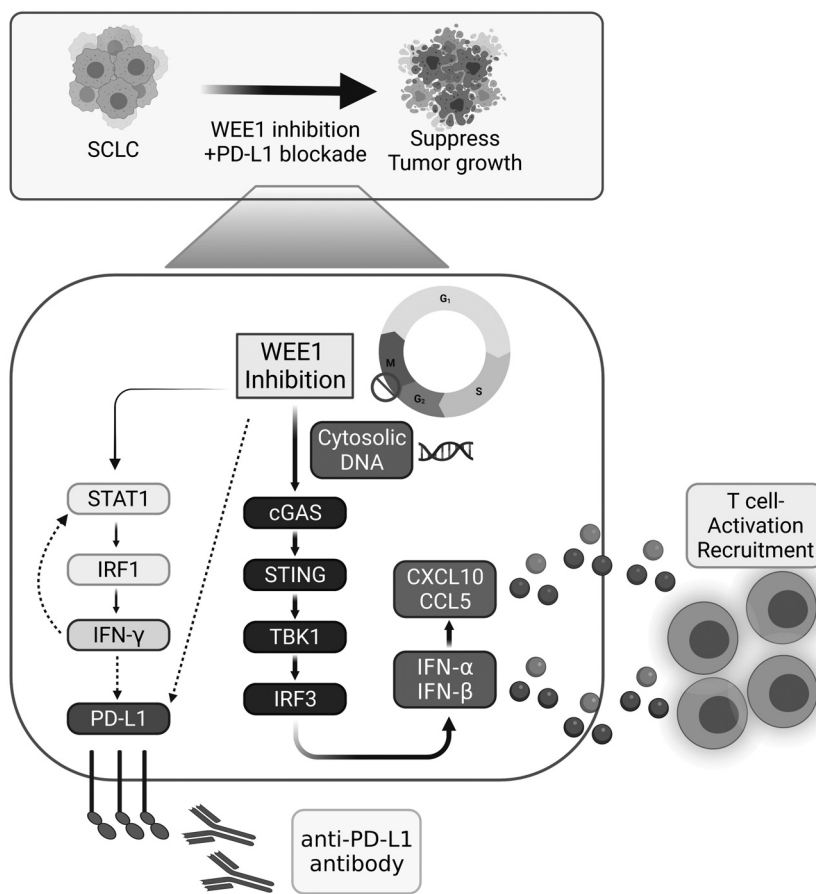 SCLC
WEE1 inhibition
+PD-L1 blockade
Suppress
Tumor growth
WEE1
Inhibition
G₁
S
G₂
M
Cytosolic
DNA
STAT1
IRF1
IFN-γ
PD-L1
cGAS
STING
TBK1
IRF3
CXCL10
CCL5
IFN-α
IFN-β
T cell-
Activation
Recruitment
anti-PD-L1
antibody